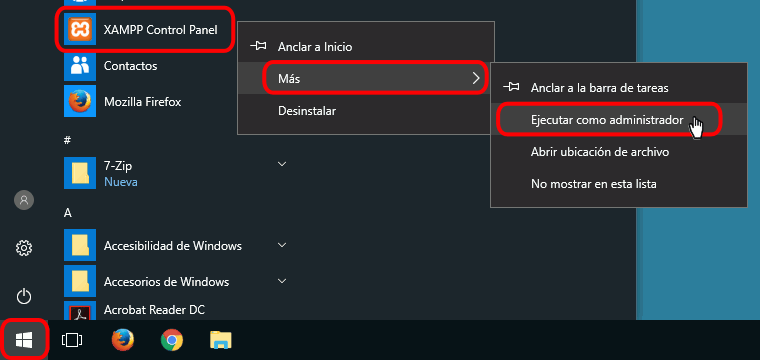 XAMPP Control Panel
Contactos
Mozilla Firefox
#
7-Zip
Nueva
A
Accesibilidad de Windows
Accesorios de Windows
Acrobat Reader DC
Anclar a Inicio
Más
Desinstalar
Anclar a la barra de tareas
Ejecutar como administrador
Abrir ubicación de archivo
No mostrar en esta lista